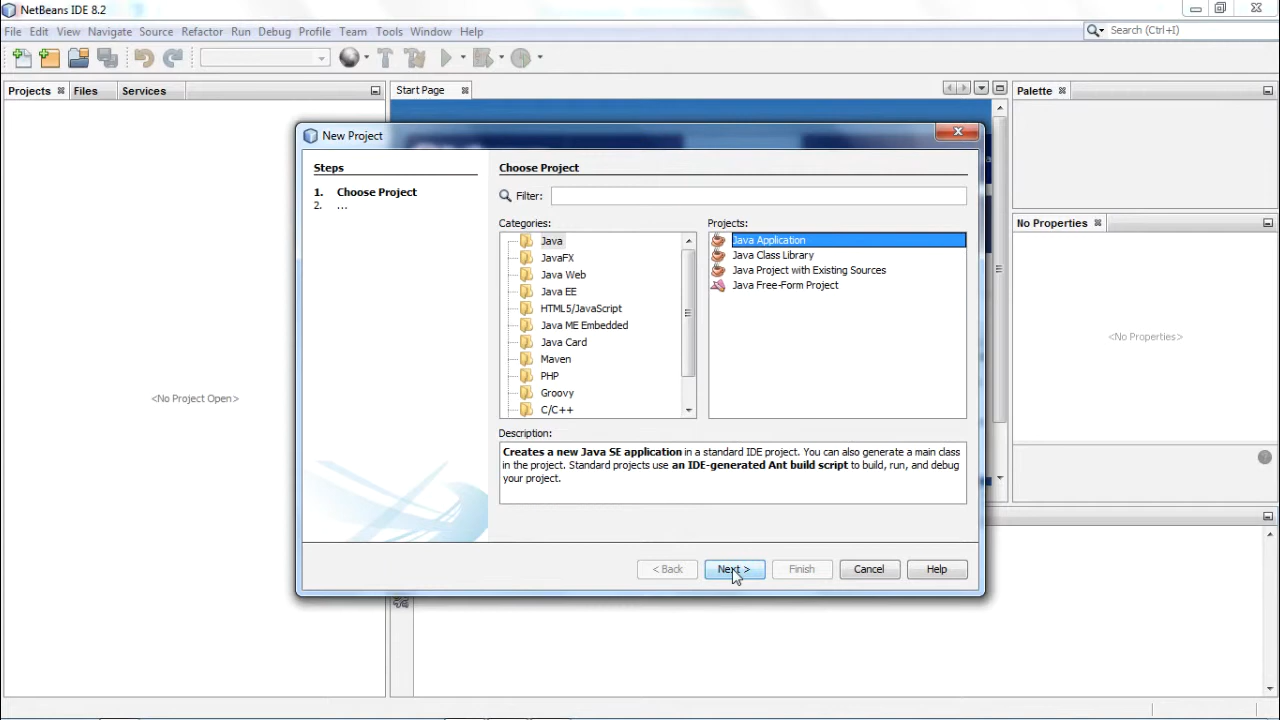 NetBeans IDE 8.2
File Edit View Navigate Source Refactor Run Debug Profile Team Tools Window Help
Search (Ctrl+I)
Projects Files Services
Start Page
Palette
New Project
Steps
1. Choose Project
2. ...
Choose Project
Filter:
Categories:
Java
JavaFX
Java Web
Java EE
HTML5/JavaScript
Java ME Embedded
Java Card
Maven
PHP
Groovy
C/C++
Projects:
Java Application
Java Class Library
Java Project with Existing Sources
Java Free-Form Project
Description:
Creates a new Java SE application in a standard IDE project. You can also generate a main class
in the project. Standard projects use an IDE-generated Ant build script to build, run, and debug
your project.
< Back Next > Finish Cancel Help
<No Project Open>
No Properties
<No Properties>